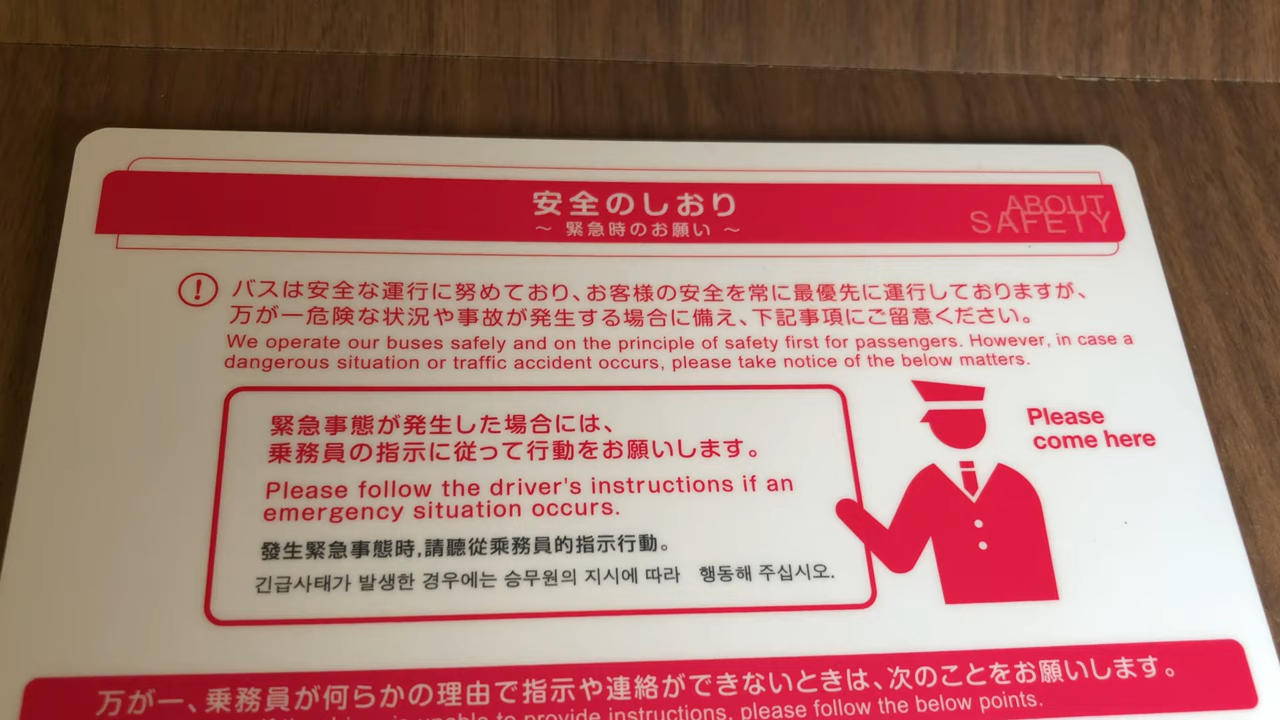 安全のしおり
～ 緊急時のお願い ～
ABOUT
SAFETY
! バスは安全な運行に努めており、お客様の安全を常に最優先に運行しておりますが、
万が一危険な状況や事故が発生する場合に備え、下記事項にご留意ください。
We operate our buses safely and on the principle of safety first for passengers. However, in case a
dangerous situation or traffic accident occurs, please take notice of the below matters.
緊急事態が発生した場合には、
乗務員の指示に従って行動をお願いします。
Please follow the driver's instructions if an
emergency situation occurs.
發生緊急事態時,請聽從乘務員的指示行動。
긴급사태가 발생한 경우에는 승무원의 지시에 따라 행동해 주십시오.
Please
come here
万が一、乗務員が何らかの理由で指示や連絡ができないときは、次のことをお願いします。
If the driver is unable to provide instructions, please follow the below points.